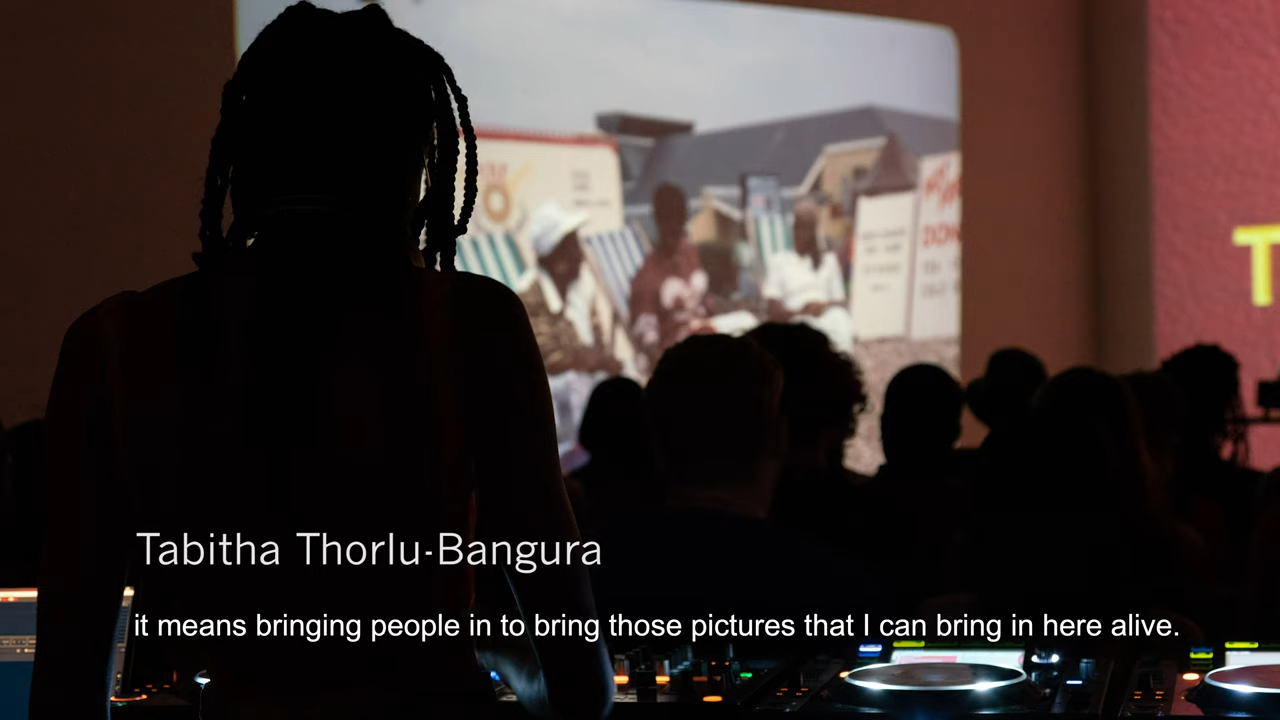 T
Tabitha Thorlu-Bangura
it means bringing people in to bring those pictures that I can bring in here alive.